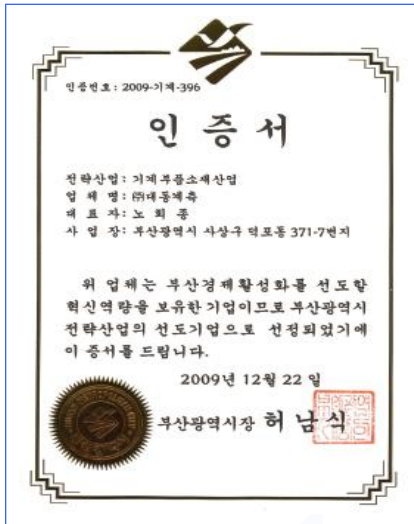 인증번호 : 2009-기계-396
인 증 서
전략산업 : 기계부품소재산업
업 체 명 : ㈜대동계측
대 표 자 : 노 희 종
사 업 장 : 부산광역시 사상구 덕포동 371-7번지
위 업체는 부산경제활성화를 선도할
혁신역량을 보유한 기업이므로 부산광역시
전략산업의 선도기업으로 선정되었기에
이 증서를 드립니다.
2009년 12월 22일
부산광역시장 허 남 식